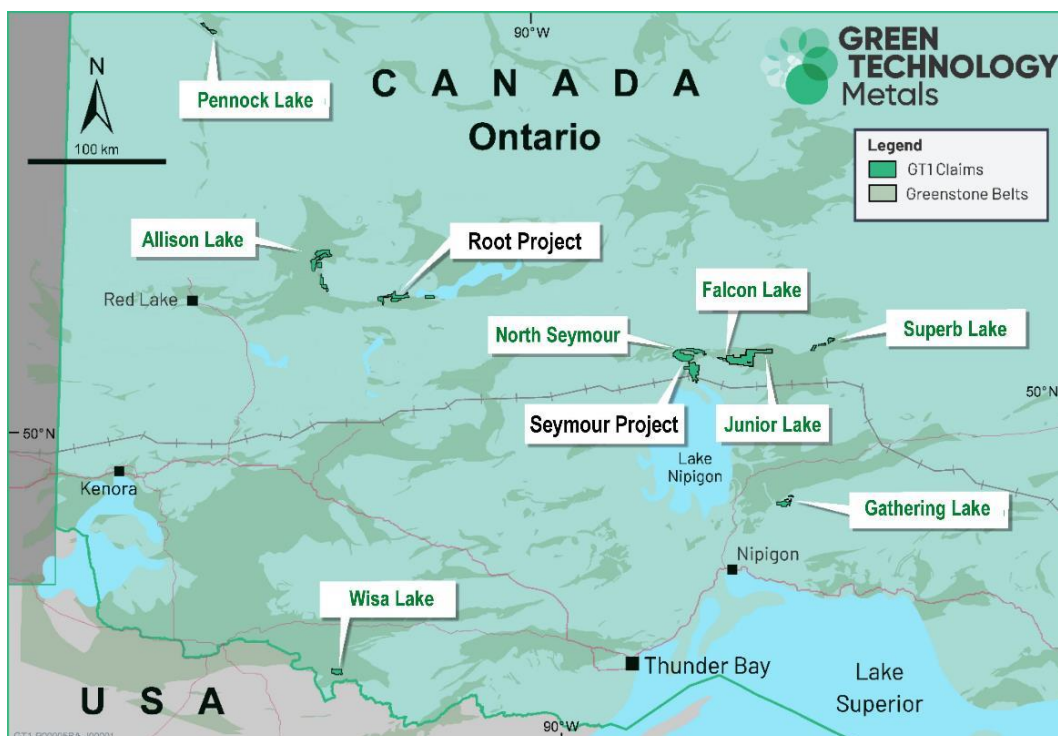 90°W
GREEN
TECHNOLOGY
Metals
N
Pennock Lake
CANADA
Ontario
100 km
Legend
GT1 Claims
Greenstone Belts
Allison Lake
Root Project
Red Lake
Falcon Lake
North Seymour
Superb Lake
50°N
Seymour Project
Junior Lake
50°N
Lake
Nipigon
Kenora
Gathering Lake
Nipigon
Wisa Lake
Thunder Bay
Lake
Superior
USA
90°W